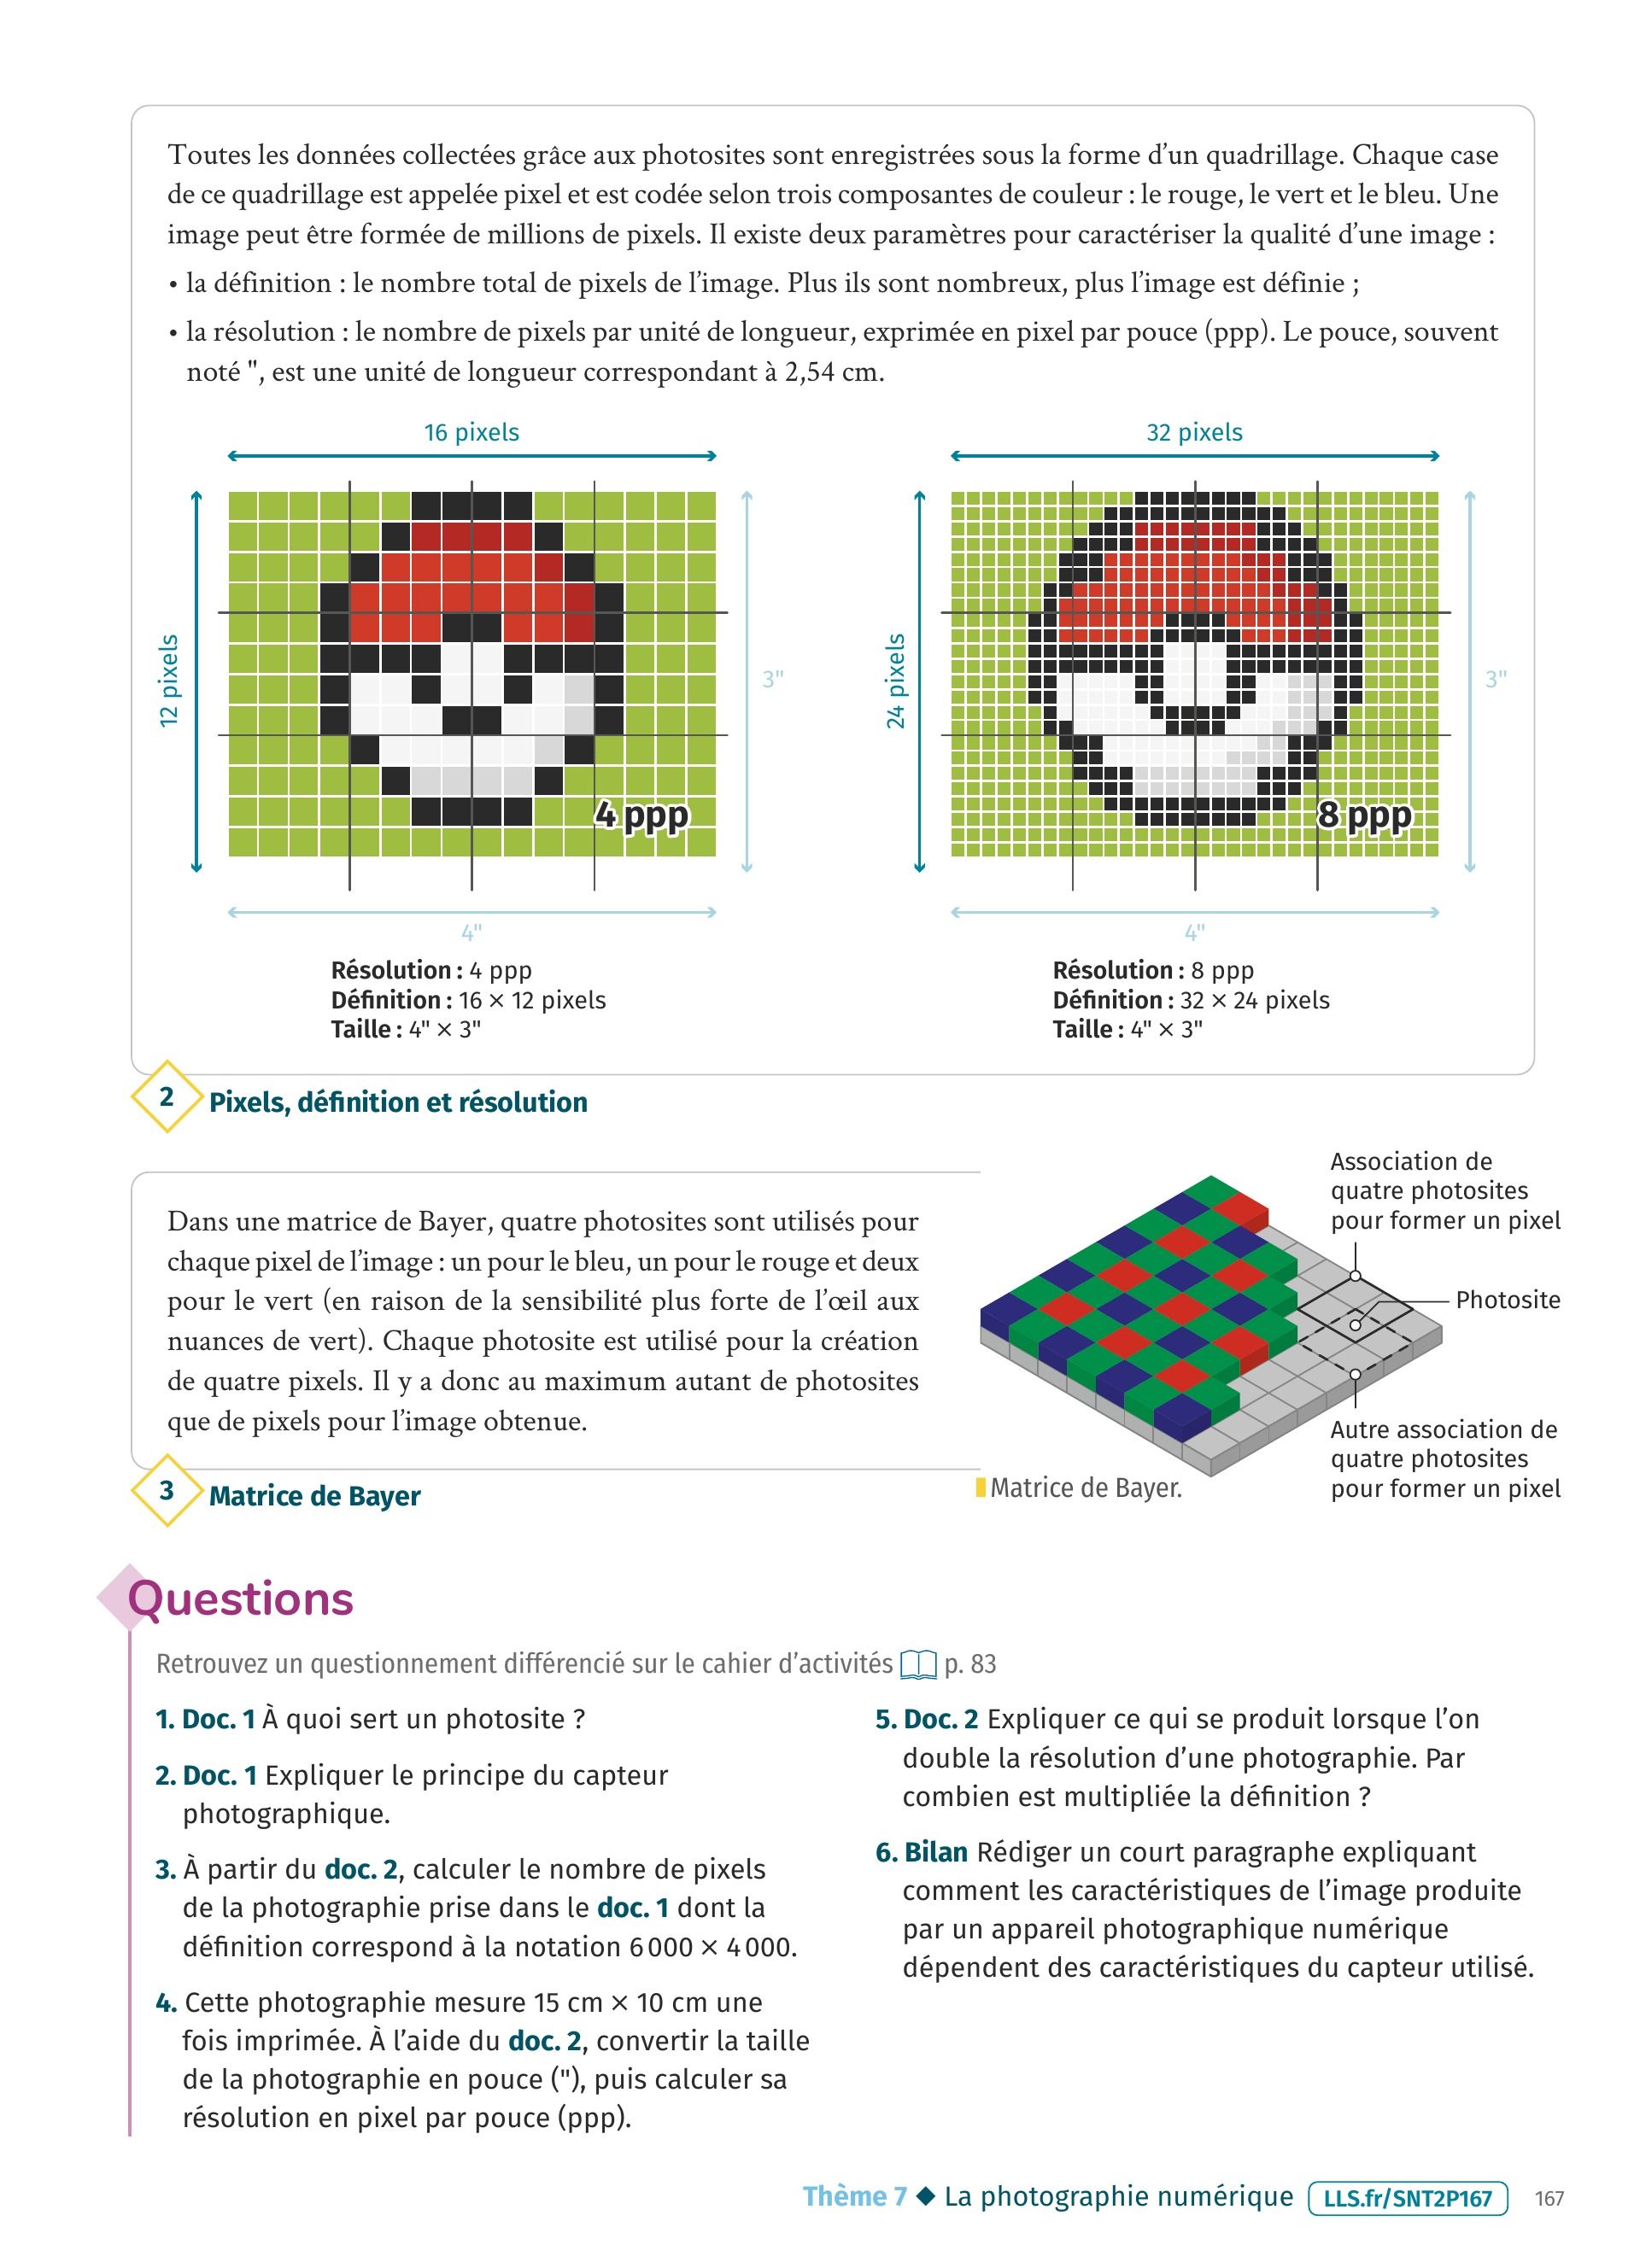 Toutes les données collectées grâce aux photosites sont enregistrées sous la forme d’un quadrillage. Chaque case
de ce quadrillage est appelée pixel et est codée selon trois composantes de couleur : le rouge, le vert et le bleu. Une
image peut être formée de millions de pixels. Il existe deux paramètres pour caractériser la qualité d’une image :
• la définition : le nombre total de pixels de l’image. Plus ils sont nombreux, plus l’image est définie ;
• la résolution : le nombre de pixels par unité de longueur, exprimée en pixel par pouce (ppp). Le pouce, souvent
noté ", est une unité de longueur correspondant à 2,54 cm.
16 pixels
12 pixels
3"
4 ppp
4"
Résolution : 4 ppp
Définition : 16 × 12 pixels
Taille : 4" × 3"
32 pixels
24 pixels
3"
8 ppp
4"
Résolution : 8 ppp
Définition : 32 × 24 pixels
Taille : 4" × 3"
2 Pixels, définition et résolution
Dans une matrice de Bayer, quatre photosites sont utilisés pour
chaque pixel de l’image : un pour le bleu, un pour le rouge et deux
pour le vert (en raison de la sensibilité plus forte de l’œil aux
nuances de vert). Chaque photosite est utilisé pour la création
de quatre pixels. Il y a donc au maximum autant de photosites
que de pixels pour l’image obtenue.
Association de
quatre photosites
pour former un pixel
Photosite
Autre association de
quatre photosites
pour former un pixel
Matrice de Bayer.
3 Matrice de Bayer
Questions
Retrouvez un questionnement différencié sur le cahier d’activités p. 83
1. Doc. 1 À quoi sert un photosite ?
2. Doc. 1 Expliquer le principe du capteur
photographique.
3. À partir du doc. 2, calculer le nombre de pixels
de la photographie prise dans le doc. 1 dont la
définition correspond à la notation 6 000 × 4 000.
4. Cette photographie mesure 15 cm × 10 cm une
fois imprimée. À l’aide du doc. 2, convertir la taille
de la photographie en pouce ("), puis calculer sa
résolution en pixel par pouce (ppp).
5. Doc. 2 Expliquer ce qui se produit lorsque l’on
double la résolution d’une photographie. Par
combien est multipliée la définition ?
6. Bilan Rédiger un court paragraphe expliquant
comment les caractéristiques de l’image produite
par un appareil photographique numérique
dépendent des caractéristiques du capteur utilisé.
Thème 7 ◆ La photographie numérique LLS.fr/SNT2P167 167